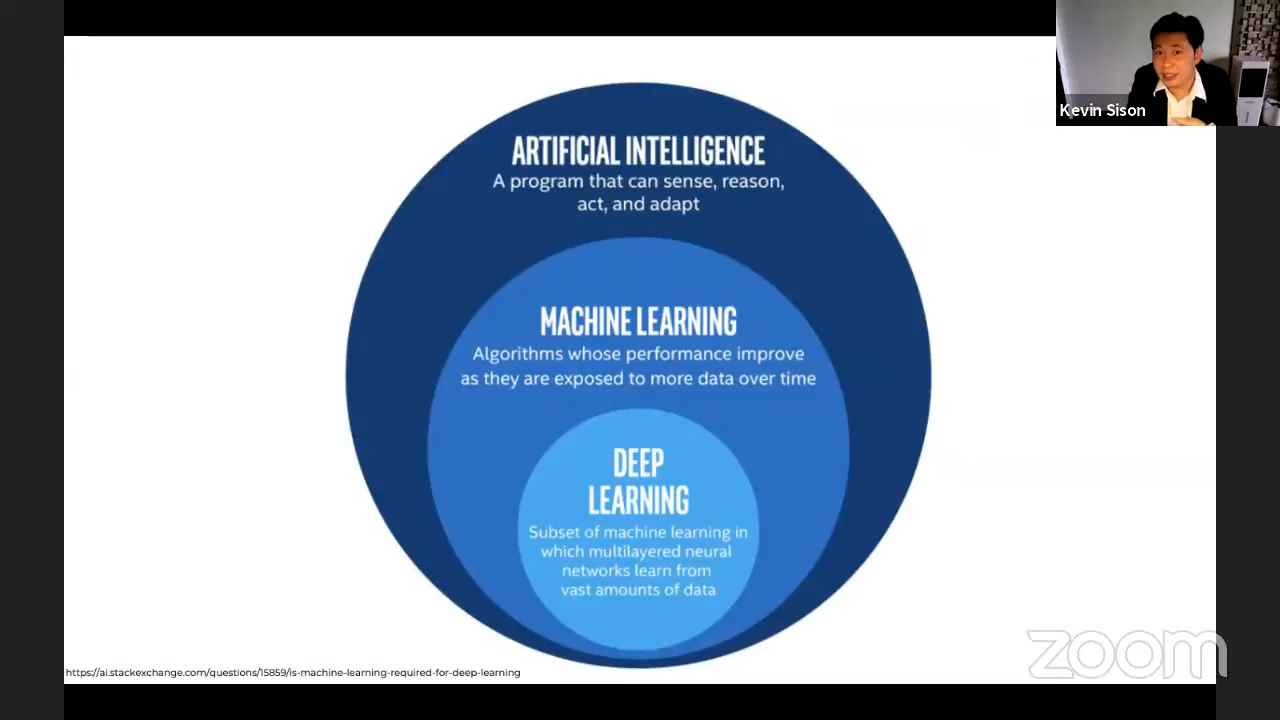 Kevin Sison
ARTIFICIAL INTELLIGENCE
A program that can sense, reason,
act, and adapt
MACHINE LEARNING
Algorithms whose performance improve
as they are exposed to more data over time
DEEP
LEARNING
Subset of machine learning in
which multilayered neural
networks learn from
vast amounts of data
zoom
https://ai.stackexchange.com/questions/15859/is-machine-learning-required-for-deep-learning